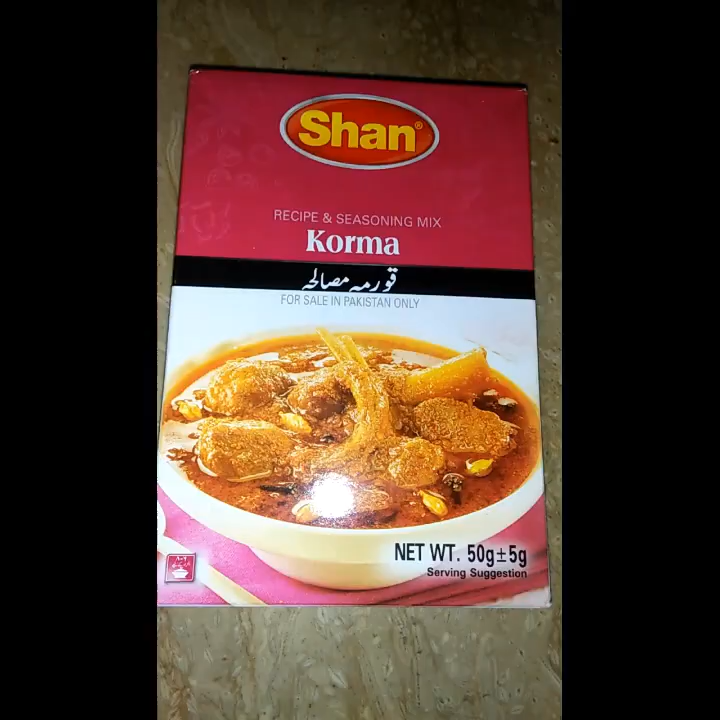 Shan®
RECIPE & SEASONING MIX
Korma
قورمہ مصالحہ
FOR SALE IN PAKISTAN ONLY
NET WT. 50g±5g
Serving Suggestion